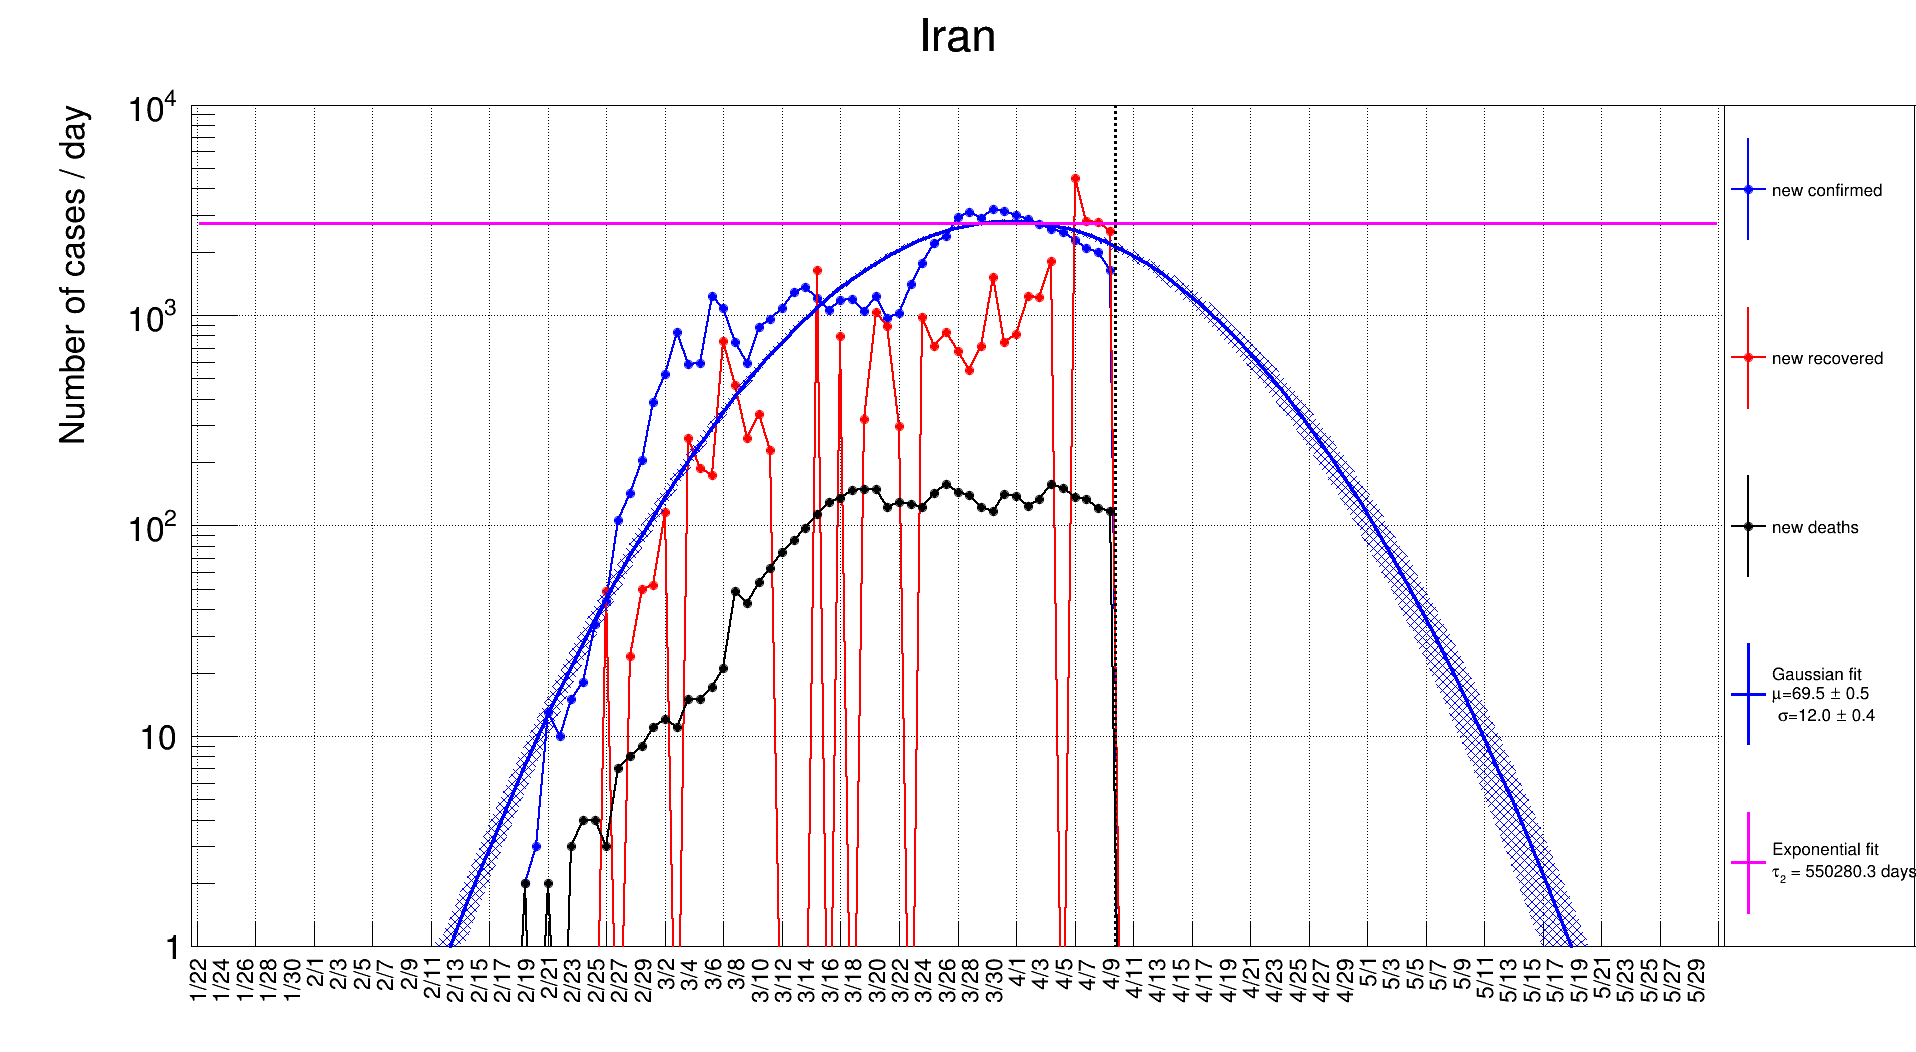 Iran
Number of cases / day
10⁴
10³
10²
10
1
1/22 1/24 1/26 1/28 1/30 2/1 2/3 2/5 2/7 2/9 2/11 2/13 2/15 2/17 2/19 2/21 2/23 2/25 2/27 2/29 3/2 3/4 3/6 3/8 3/10 3/12 3/14 3/16 3/18 3/20 3/22 3/24 3/26 3/28 3/30 4/1 4/3 4/5 4/7 4/9 4/11 4/13 4/15 4/17 4/19 4/21 4/23 4/25 4/27 4/29 5/1 5/3 5/5 5/7 5/9 5/11 5/13 5/15 5/17 5/19 5/21 5/23 5/25 5/27 5/29
new confirmed
new recovered
new deaths
Gaussian fit
μ=69.5 ± 0.5
σ=12.0 ± 0.4
Exponential fit
τ₂ = 550280.3 days